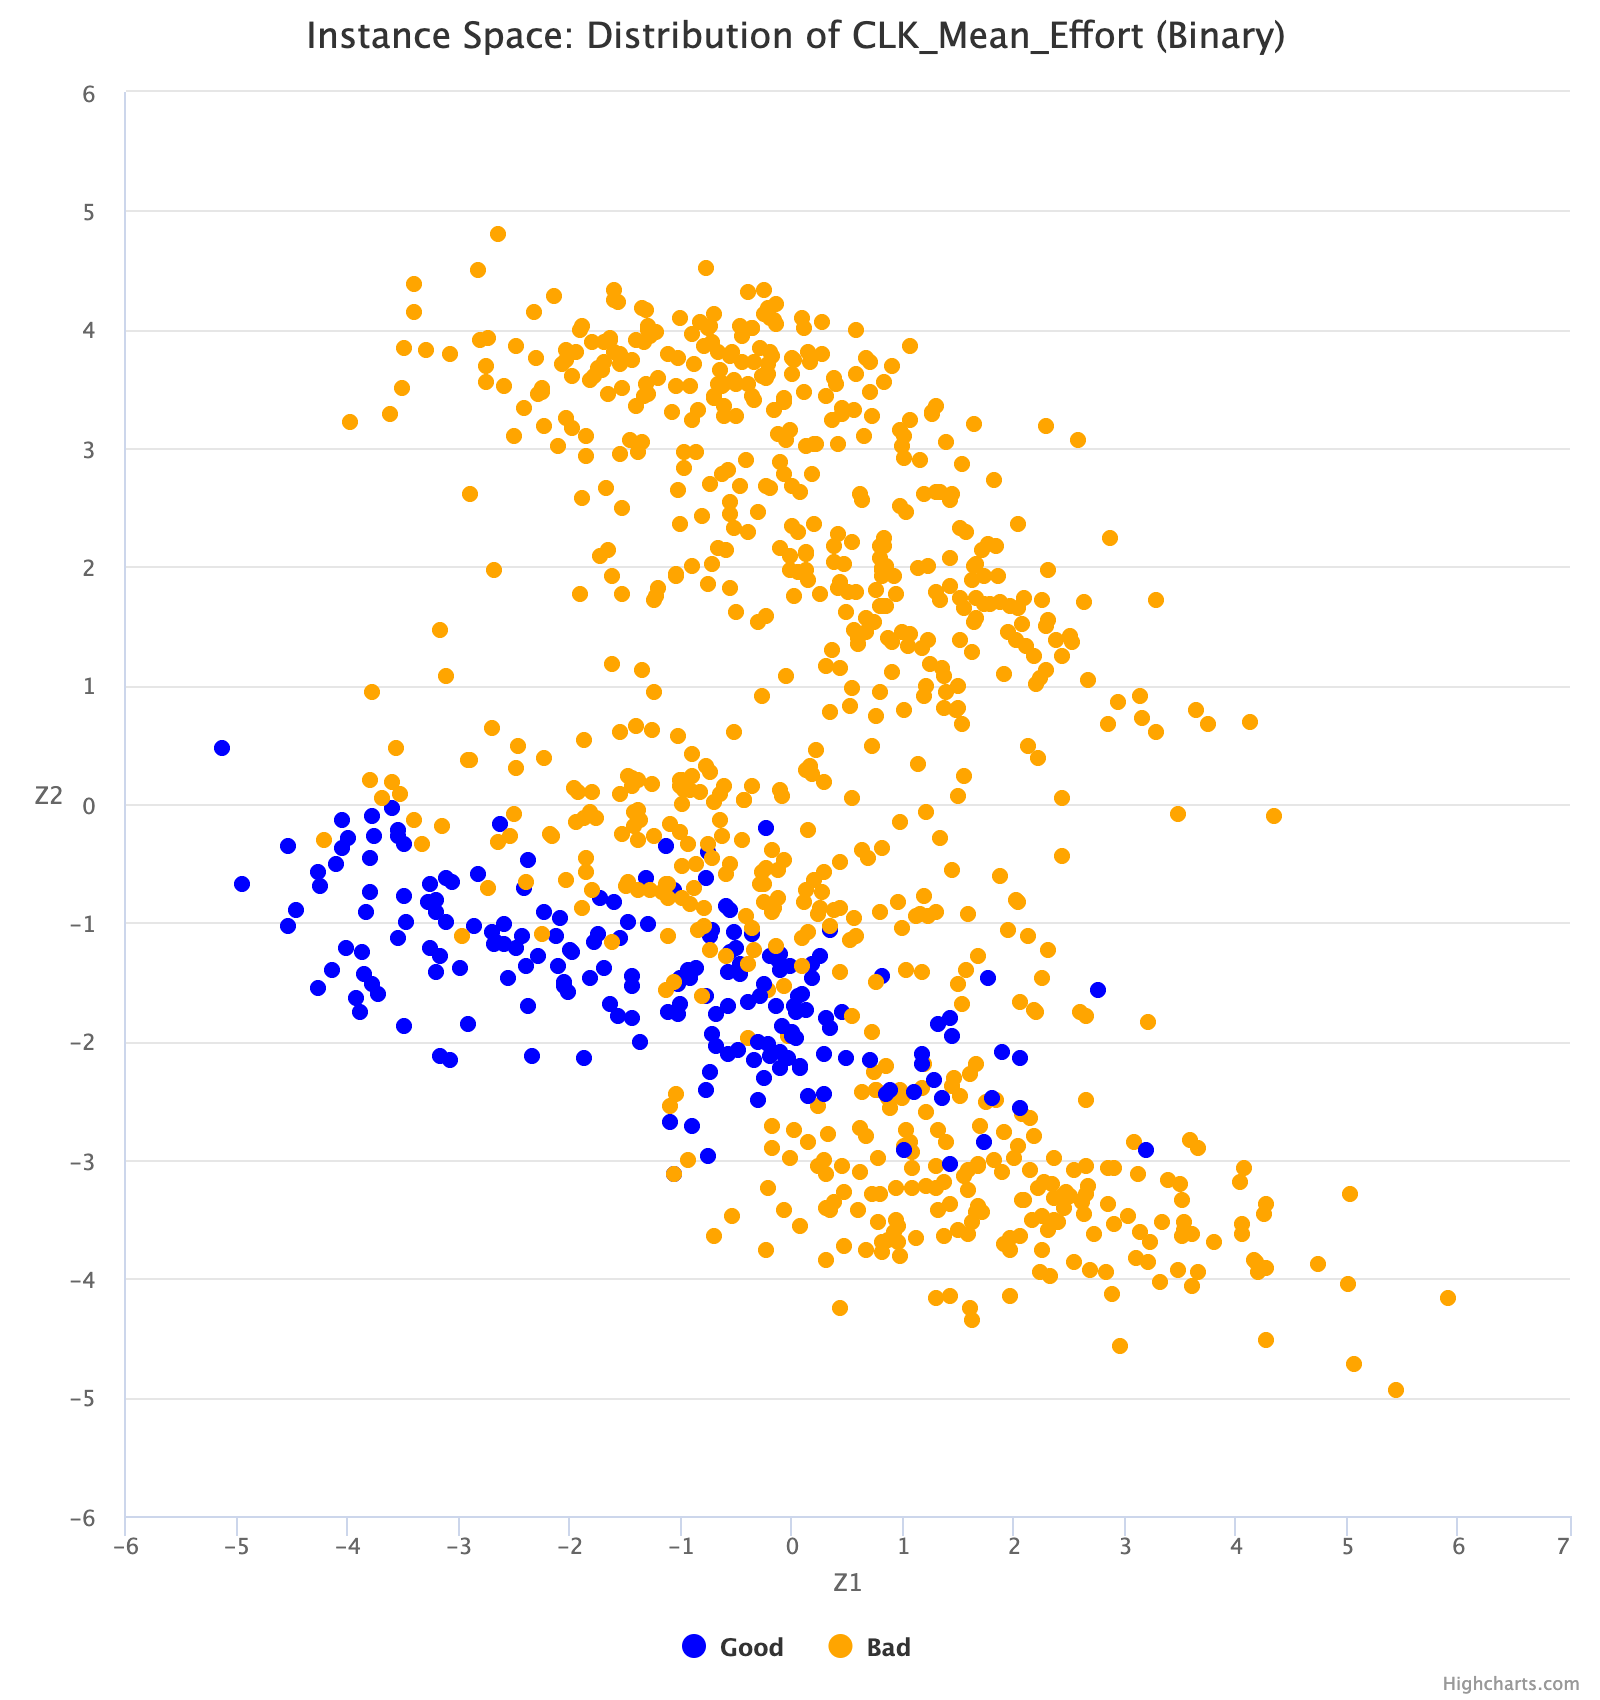 Instance Space: Distribution of CLK_Mean_Effort (Binary)
6
5
4
3
2
1
0
−1
−2
−3
−4
−5
−6
Z2
−6 −5 −4 −3 −2 −1 0 1 2 3 4 5 6 7
Z1
Good Bad
Highcharts.com